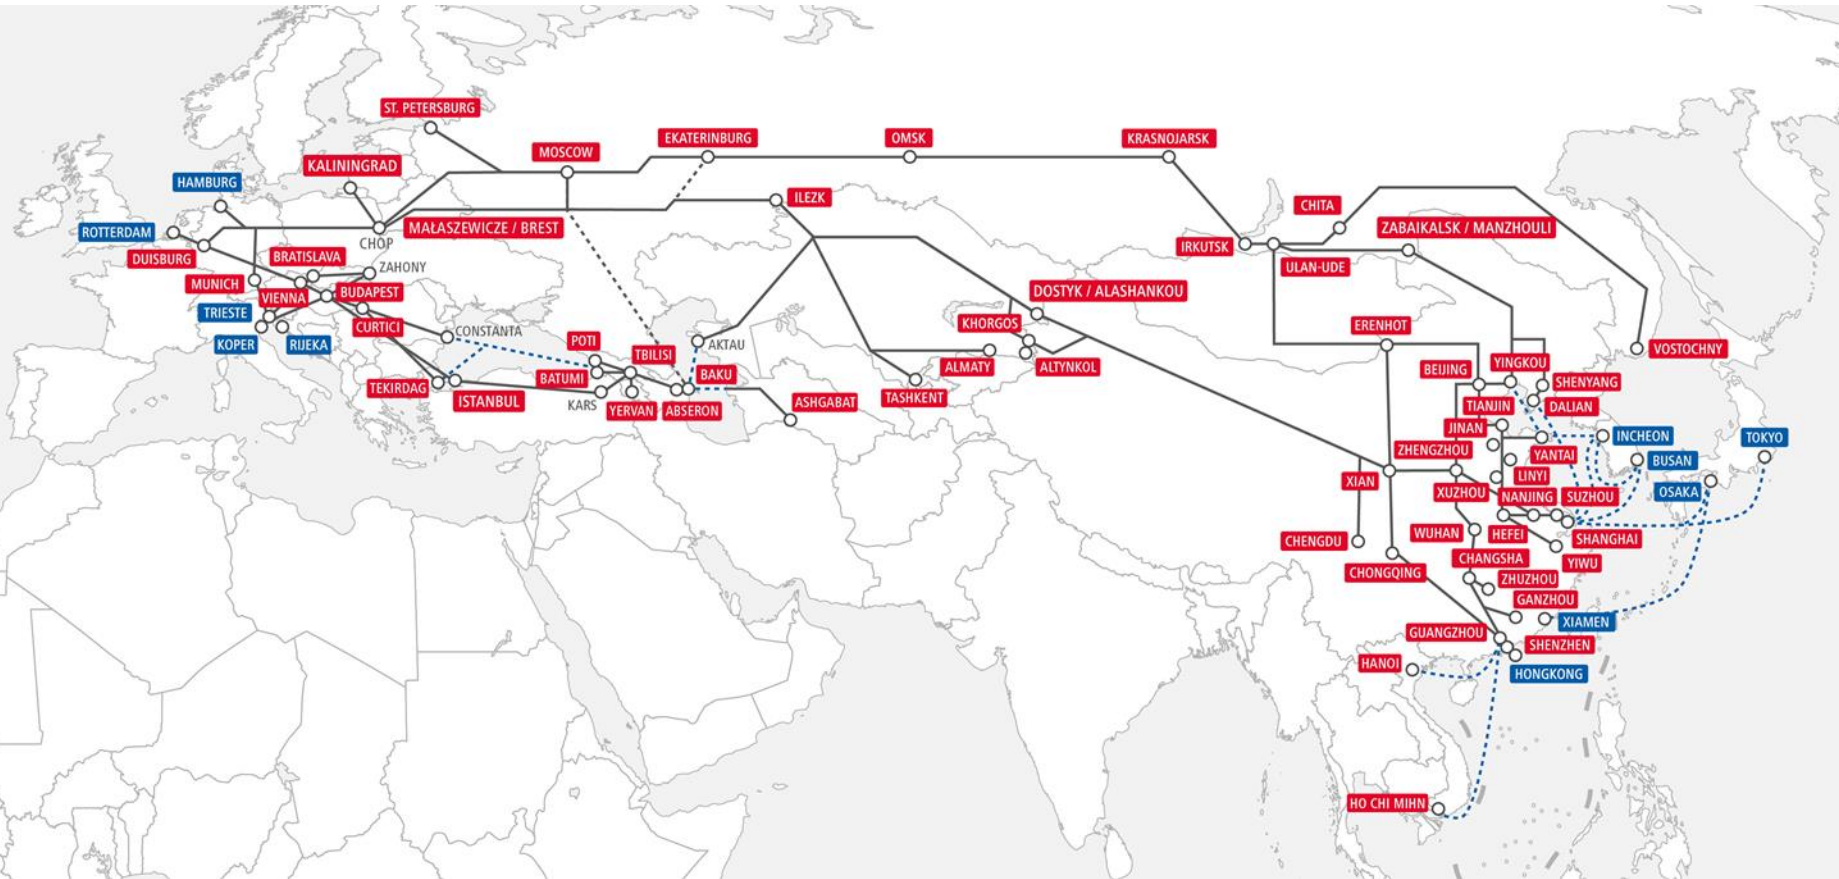 ST. PETERSBURG
EKATERINBURG
OMSK
KRASNOJARSK
MOSCOW
KALININGRAD
HAMBURG
ILEZK
CHITA
ROTTERDAM
MAŁASZEWICZE / BREST
ZABAIKALSK / MANZHOULI
CHOP
IRKUTSK
DUISBURG
BRATISLAVA
ZAHONY
ULAN-UDE
MUNICH
VIENNA
BUDAPEST
DOSTYK / ALASHANKOU
TRIESTE
CURTICI
CONSTANTA
KHORGOS
ERENHOT
KOPER
RIJEKA
POTI
AKTAU
VOSTOCHNY
TBILISI
YINGKOU
ALMATY
ALTYNKOL
BEIJING
BATUMI
BAKU
SHENYANG
TEKIRDAG
ISTANBUL
KARS
YERVAN
ABSERON
ASHGABAT
TASHKENT
TIANJIN
DALIAN
JINAN
INCHEON
TOKYO
ZHENGZHOU
YANTAI
BUSAN
LINYI
XIAN
XUZHOU
NANJING
SUZHOU
OSAKA
WUHAN
HEFEI
SHANGHAI
CHENGDU
CHANGSHA
YIWU
CHONGQING
ZHUZHOU
GANZHOU
XIAMEN
GUANGZHOU
SHENZHEN
HANOI
HONGKONG
HO CHI MIHN